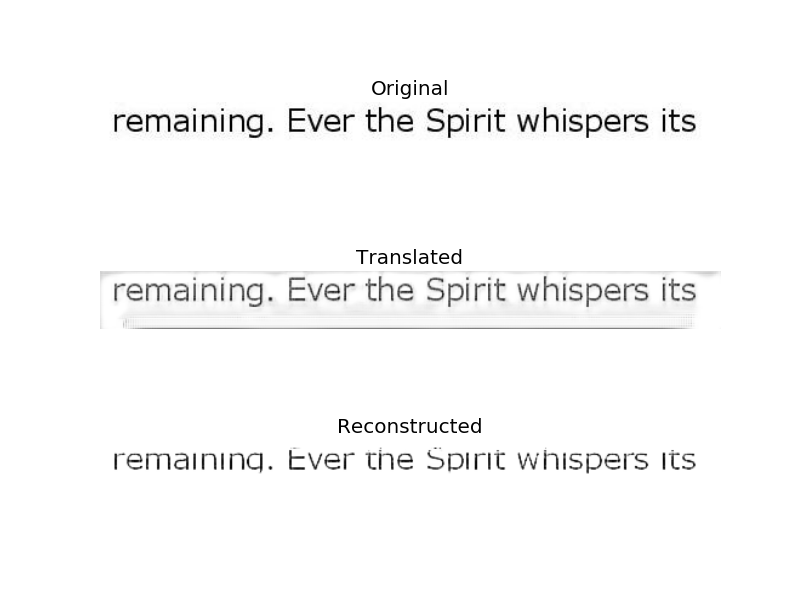 Original
remaining. Ever the Spirit whispers its
Translated
remaining. Ever the Spirit whispers its
Reconstructed
remaining. Ever the Spirit whispers its